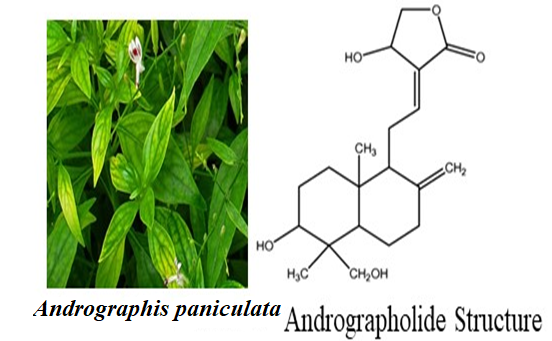 O
HO
O
CH3
CH2
HO
H3C
CH2OH
Andrographis paniculata
Andrographolide Structure